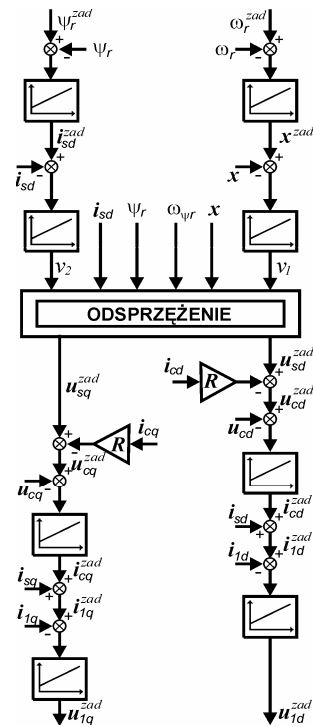 ψr^zad ωr^zad
+ +
- ψr ωr -
isd^zad x^zad
+ +
isd - x -
v2 isd ψr ωψr x v1
ODSPRZĘŻENIE
usq^zad usd^zad
icd R + -
ucd^zad
+ - R icq
ucd - +
ucq^zad
ucq - +
icd^zad
isd + +
icq^zad
i1d^zad
isq + +
i1d - +
i1q^zad
i1q - +
u1q^zad u1d^zad